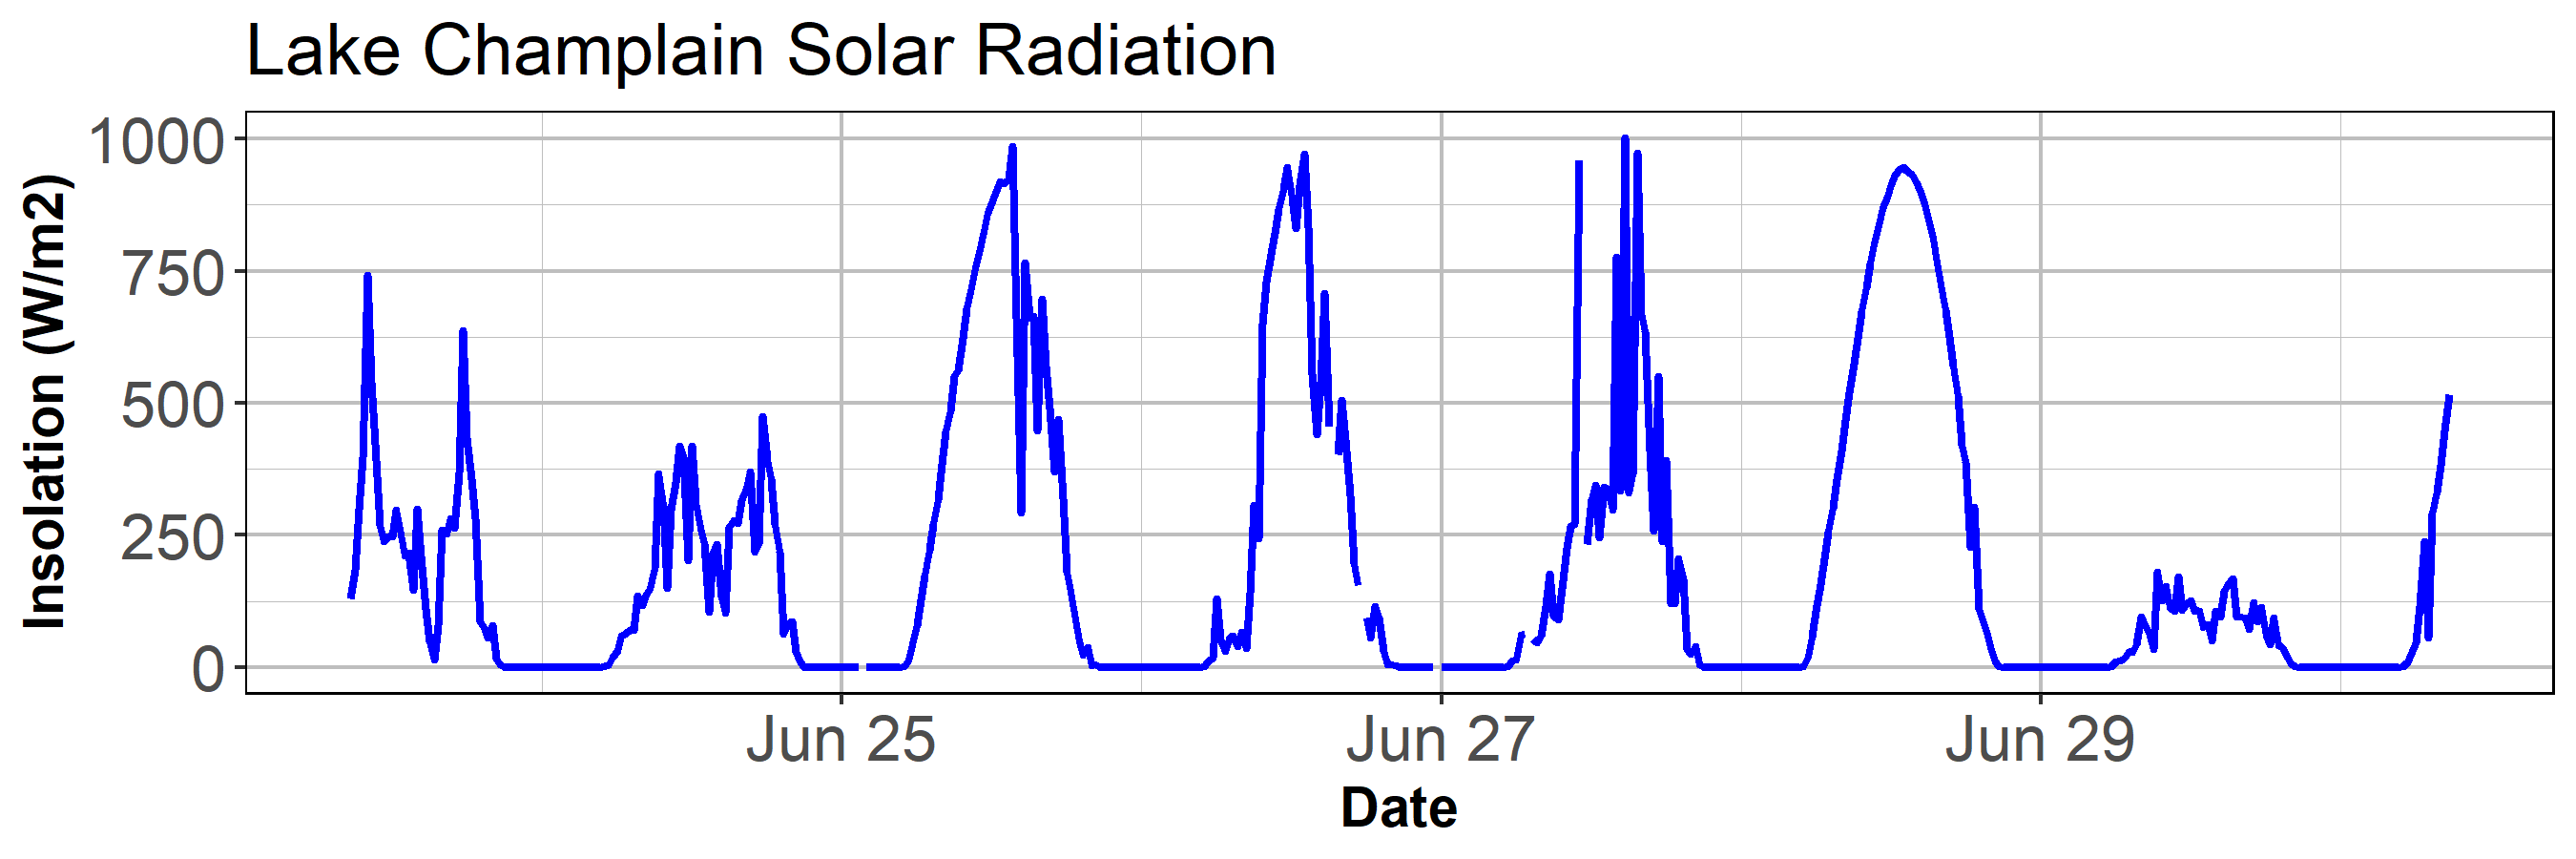 Lake Champlain Solar Radiation
Insolation (W/m2)
1000
750
500
250
0
Jun 25 Jun 27 Jun 29
Date